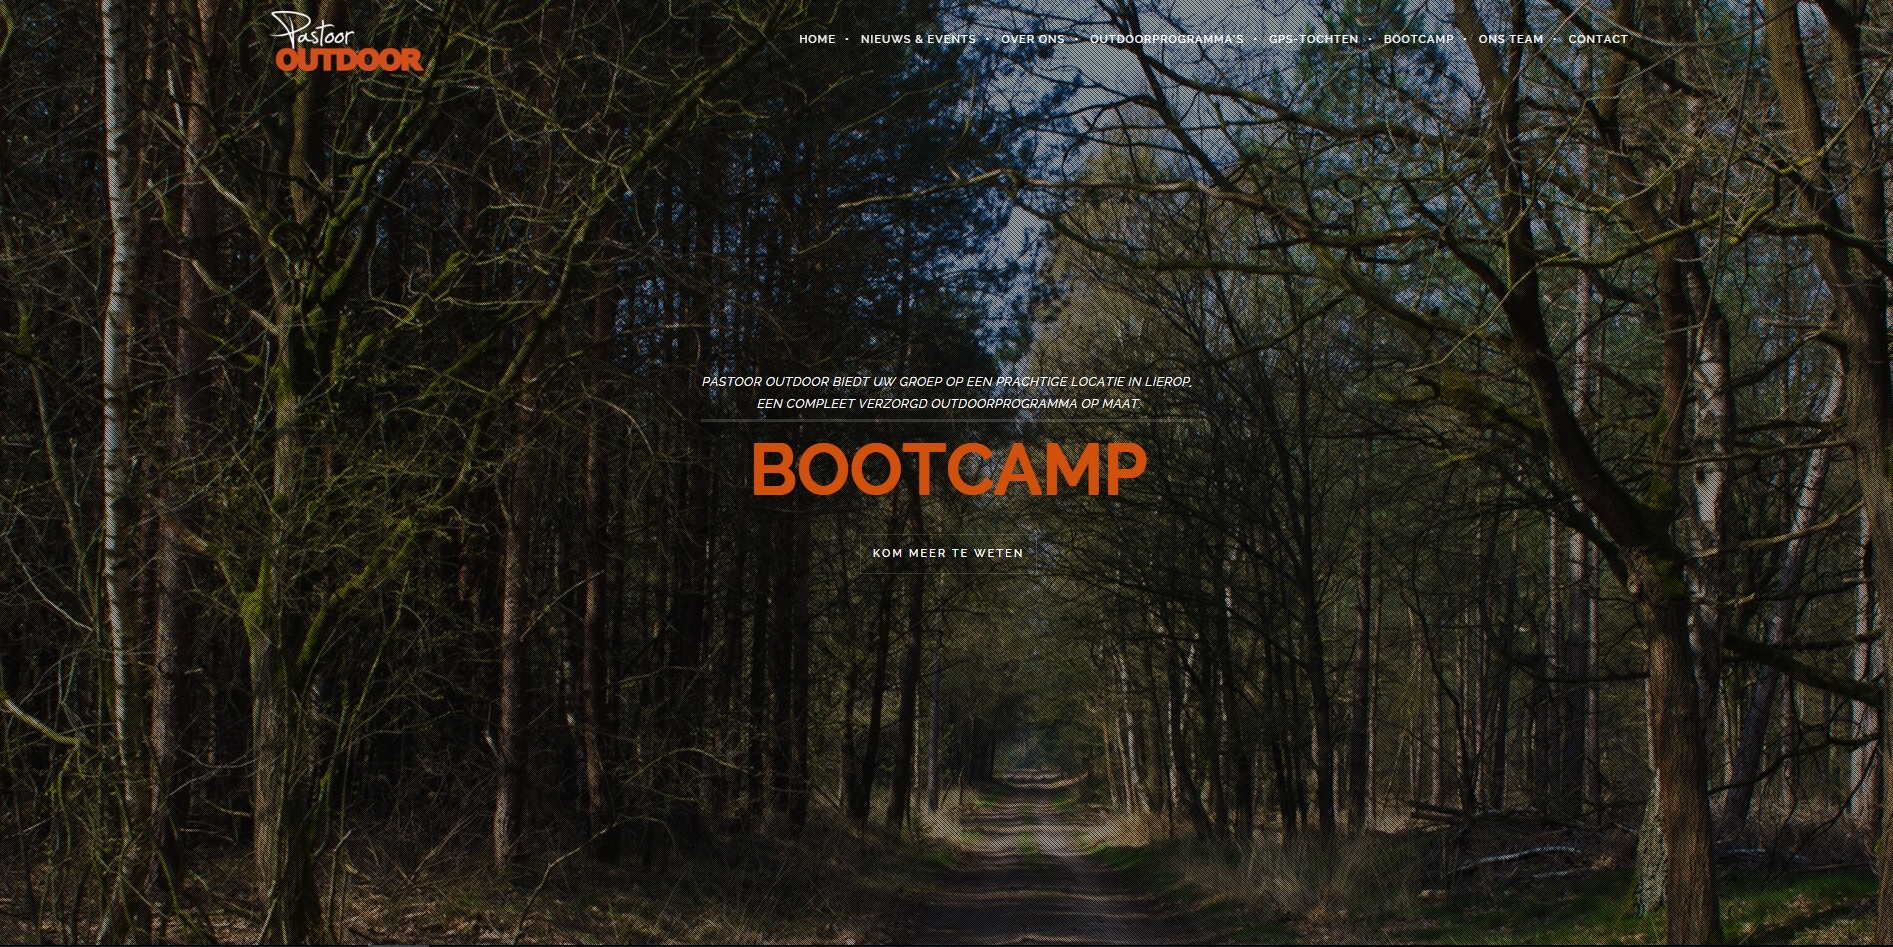 Pastoor
OUTDOOR
HOME • NIEUWS & EVENTS • OVER ONS • OUTDOORPROGRAMMA'S • GPS-TOCHTEN • BOOTCAMP • ONS TEAM • CONTACT
PASTOOR OUTDOOR BIEDT UW GROEP OP EEN PRACHTIGE LOCATIE IN LIEROP,
EEN COMPLEET VERZORGD OUTDOORPROGRAMMA OP MAAT.
BOOTCAMP
KOM MEER TE WETEN